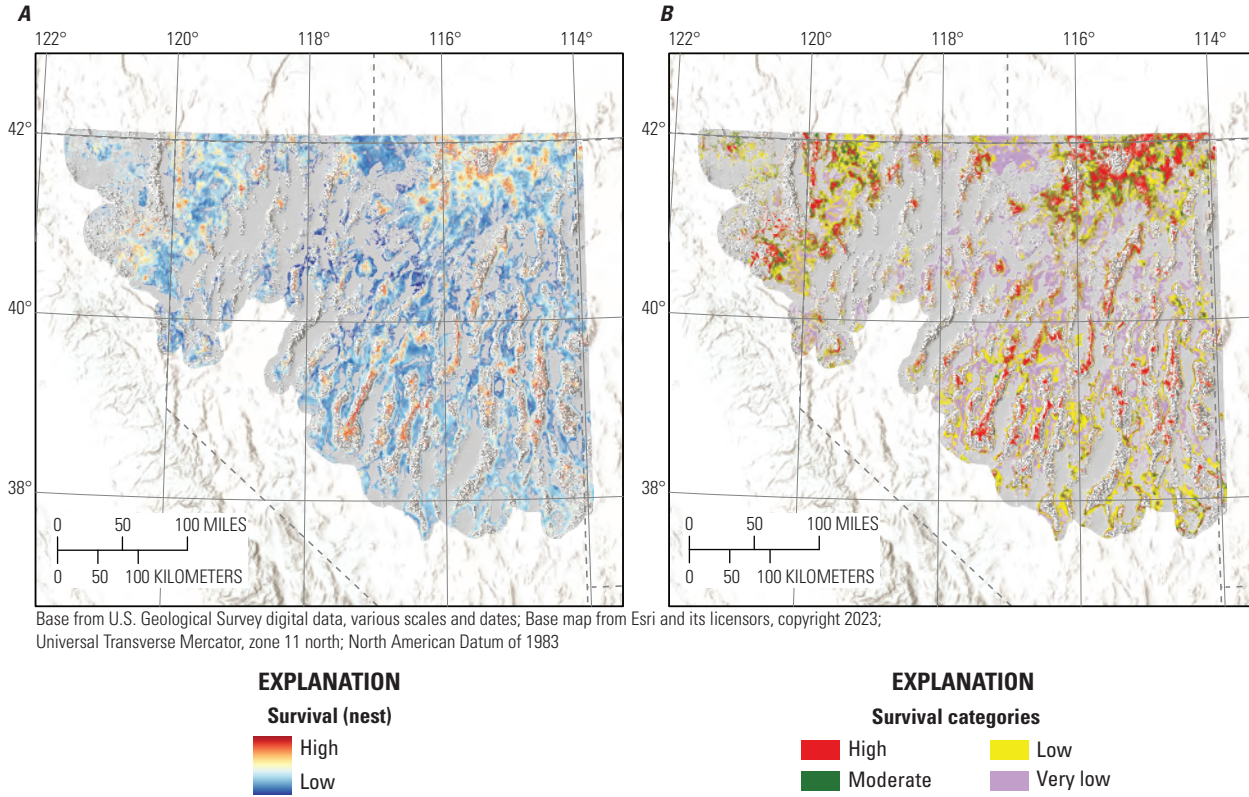 A
122°
120°
118°
116°
114°
42°
40°
38°
0 50 100 MILES
0 50 100 KILOMETERS
B
122°
120°
118°
116°
114°
42°
40°
38°
0 50 100 MILES
0 50 100 KILOMETERS
Base from U.S. Geological Survey digital data, various scales and dates; Base map from Esri and its licensors, copyright 2023;
Universal Transverse Mercator, zone 11 north; North American Datum of 1983
EXPLANATION
Survival (nest)
High
Low
EXPLANATION
Survival categories
High
Moderate
Low
Very low